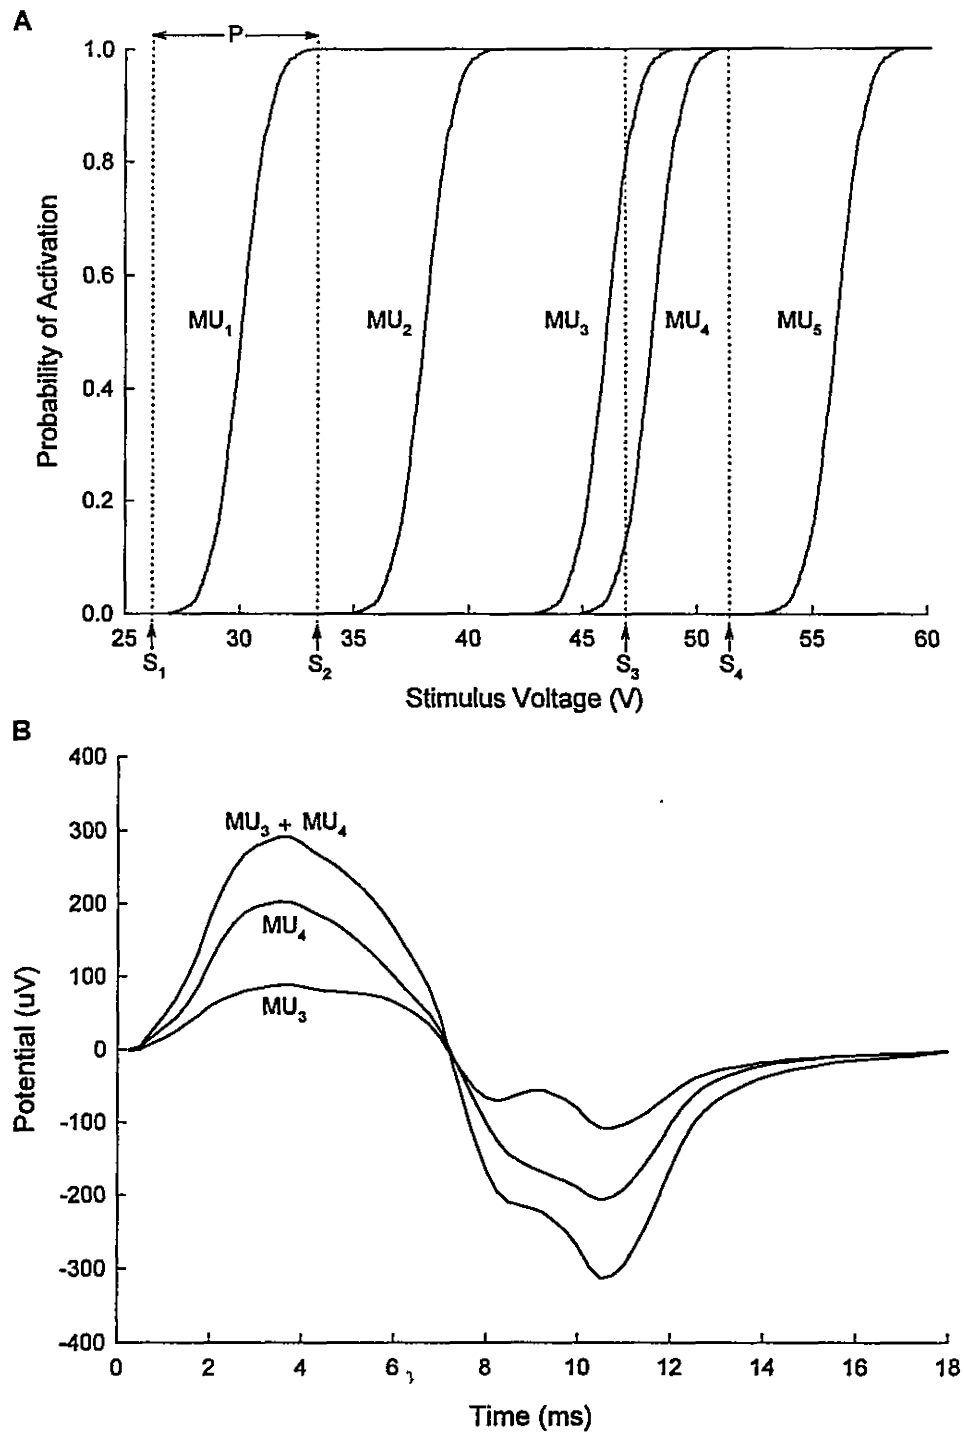 A
P
1.0
0.8
0.6
0.4
0.2
0.0
Probability of Activation
MU1 MU2 MU3 MU4 MU5
25 30 35 40 45 50 55 60
S1 S2 S3 S4
Stimulus Voltage (V)
B
400
300
200
100
0
-100
-200
-300
-400
Potential (uV)
MU3 + MU4
MU4
MU3
0 2 4 6 8 10 12 14 16 18
Time (ms)